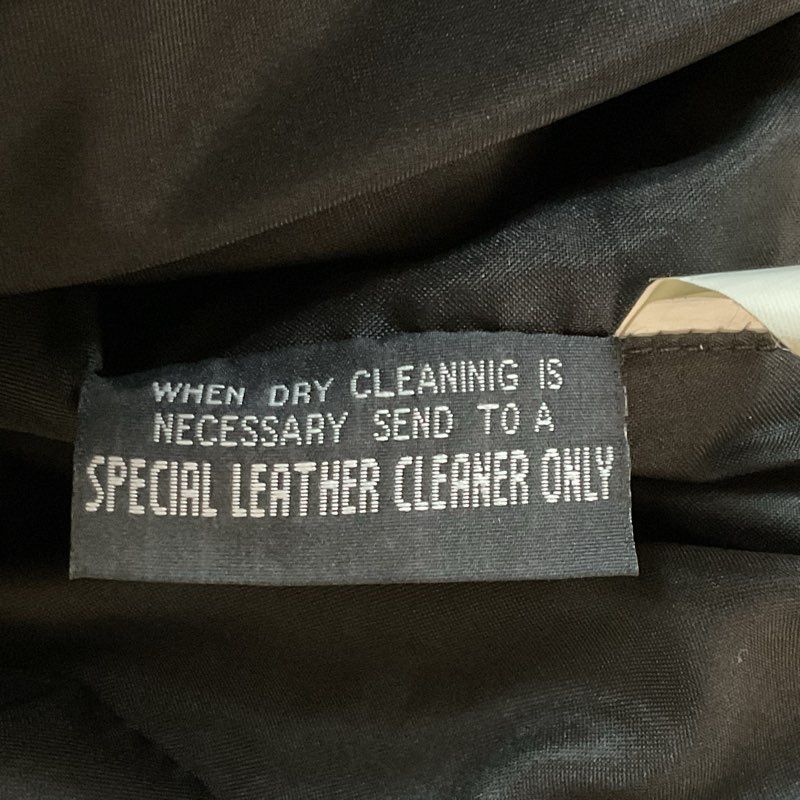 WHEN DRY CLEANINIG IS
NECESSARY SEND TO A
SPECIAL LEATHER CLEANER ONLY